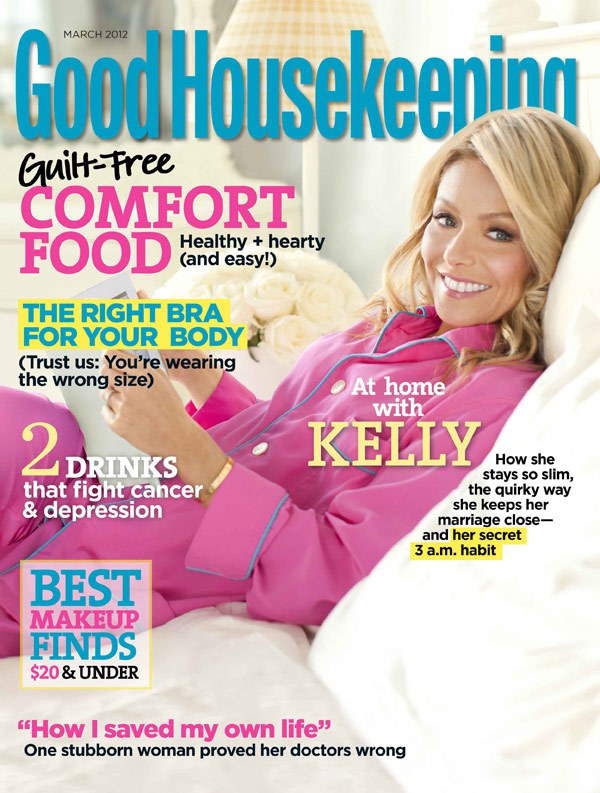 MARCH 2012
Good Housekeeping
Guilt-Free
COMFORT
FOOD
Healthy + hearty
(and easy!)
THE RIGHT BRA
FOR YOUR BODY
(Trust us: You're wearing
the wrong size)
At home
with
KELLY
How she
stays so slim,
the quirky way
she keeps her
marriage close—
and her secret
3 a.m. habit
2 DRINKS
that fight cancer
& depression
BEST
MAKEUP
FINDS
$20 & UNDER
“How I saved my own life”
One stubborn woman proved her doctors wrong